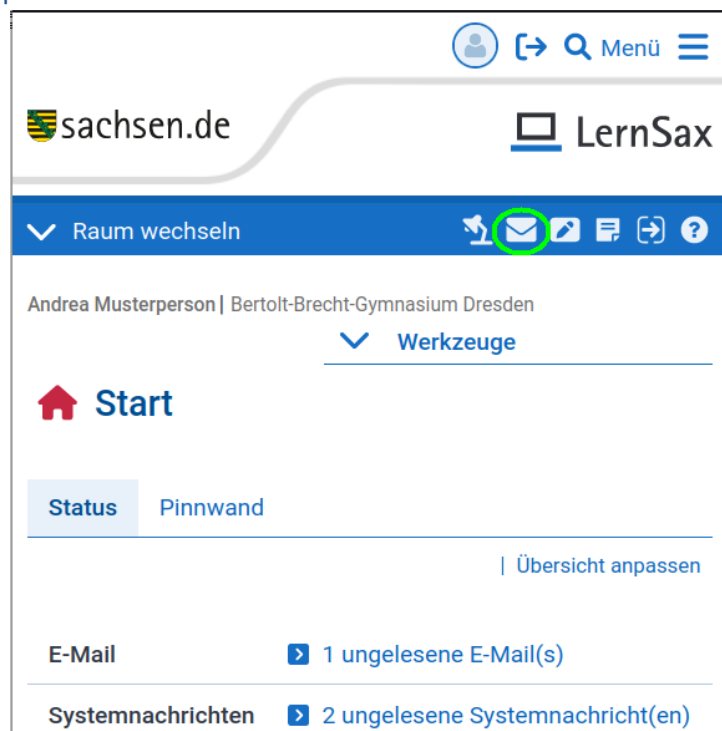 Menü
sachsen.de
LernSax
Raum wechseln
?
Andrea Musterperson | Bertolt-Brecht-Gymnasium Dresden
Werkzeuge
Start
Status Pinnwand
| Übersicht anpassen
E-Mail 1 ungelesene E-Mail(s)
Systemnachrichten 2 ungelesene Systemnachricht(en)